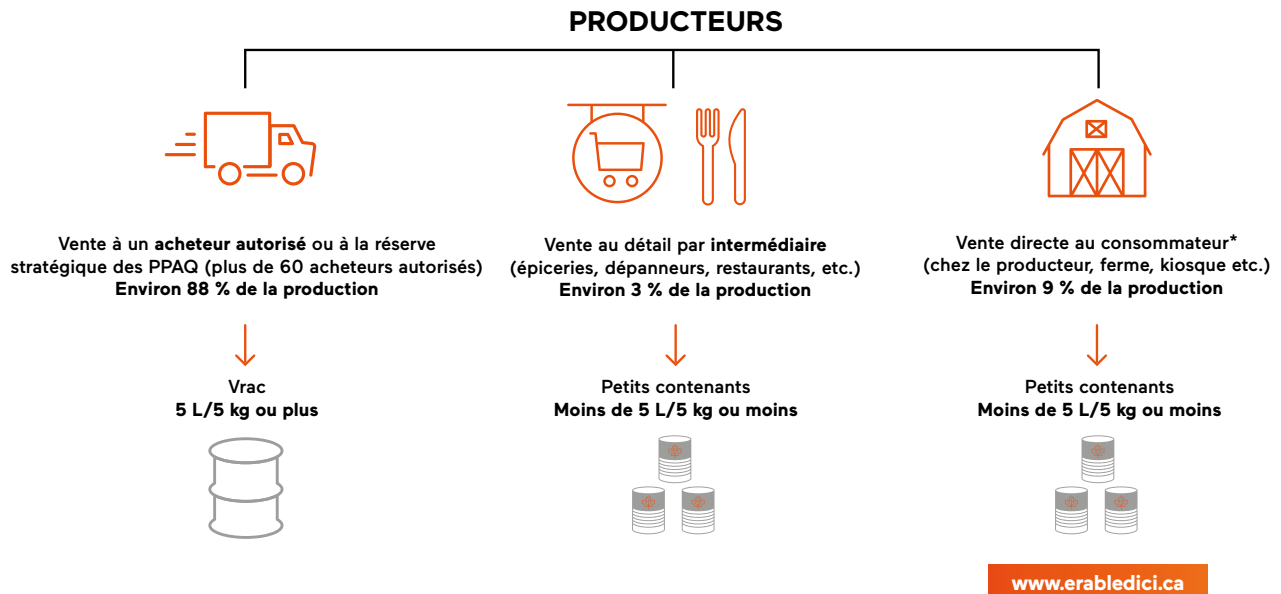 PRODUCTEURS
Vente à un acheteur autorisé ou à la réserve
stratégique des PPAQ (plus de 60 acheteurs autorisés)
Environ 88 % de la production
Vrac
5 L/5 kg ou plus
Vente au détail par intermédiaire
(épiceries, dépanneurs, restaurants, etc.)
Environ 3 % de la production
Petits contenants
Moins de 5 L/5 kg ou moins
Vente directe au consommateur*
(chez le producteur, ferme, kiosque etc.)
Environ 9 % de la production
Petits contenants
Moins de 5 L/5 kg ou moins
www.erabledici.ca